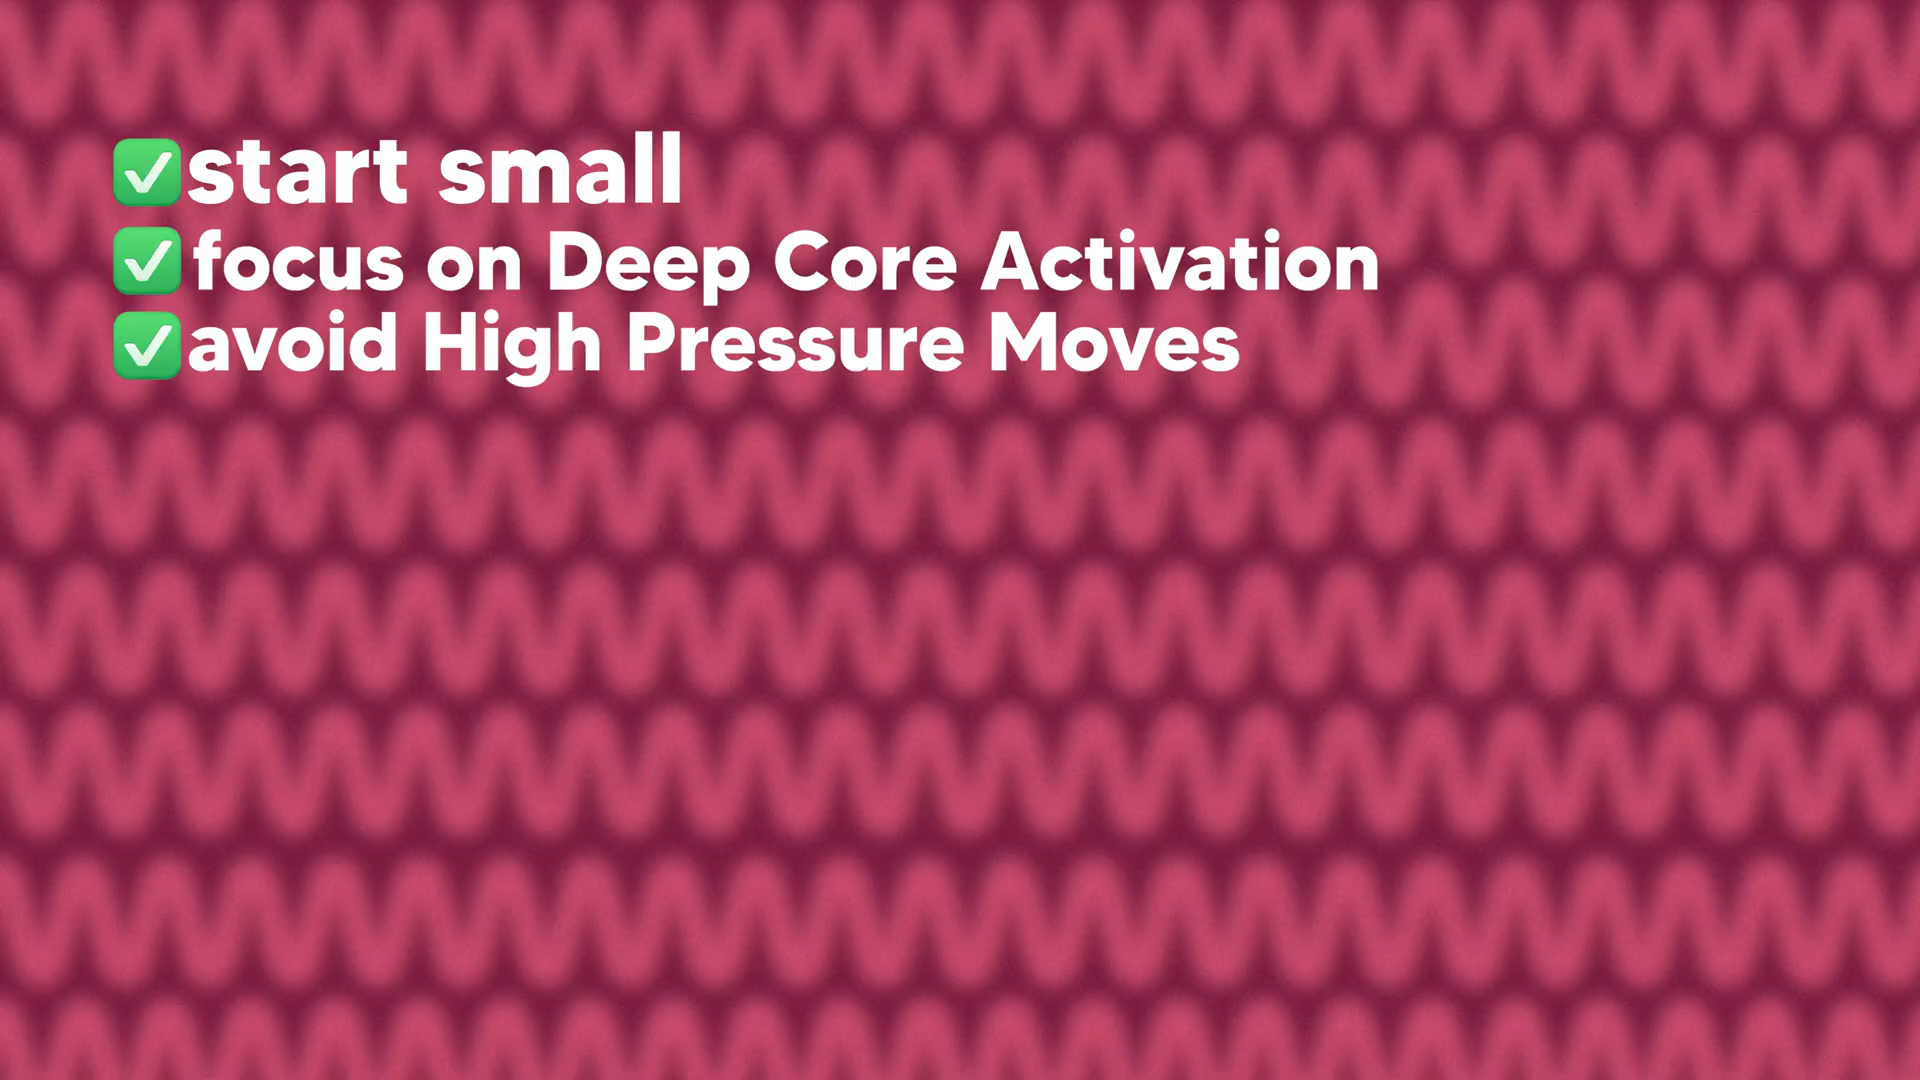 ✅start small
✅focus on Deep Core Activation
✅avoid High Pressure Moves